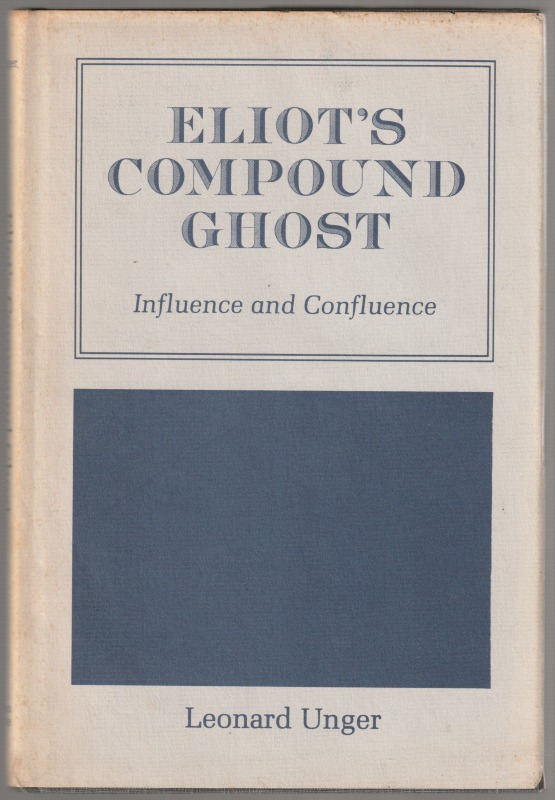 ELIOT'S
COMPOUND
GHOST
Influence and Confluence
Leonard Unger